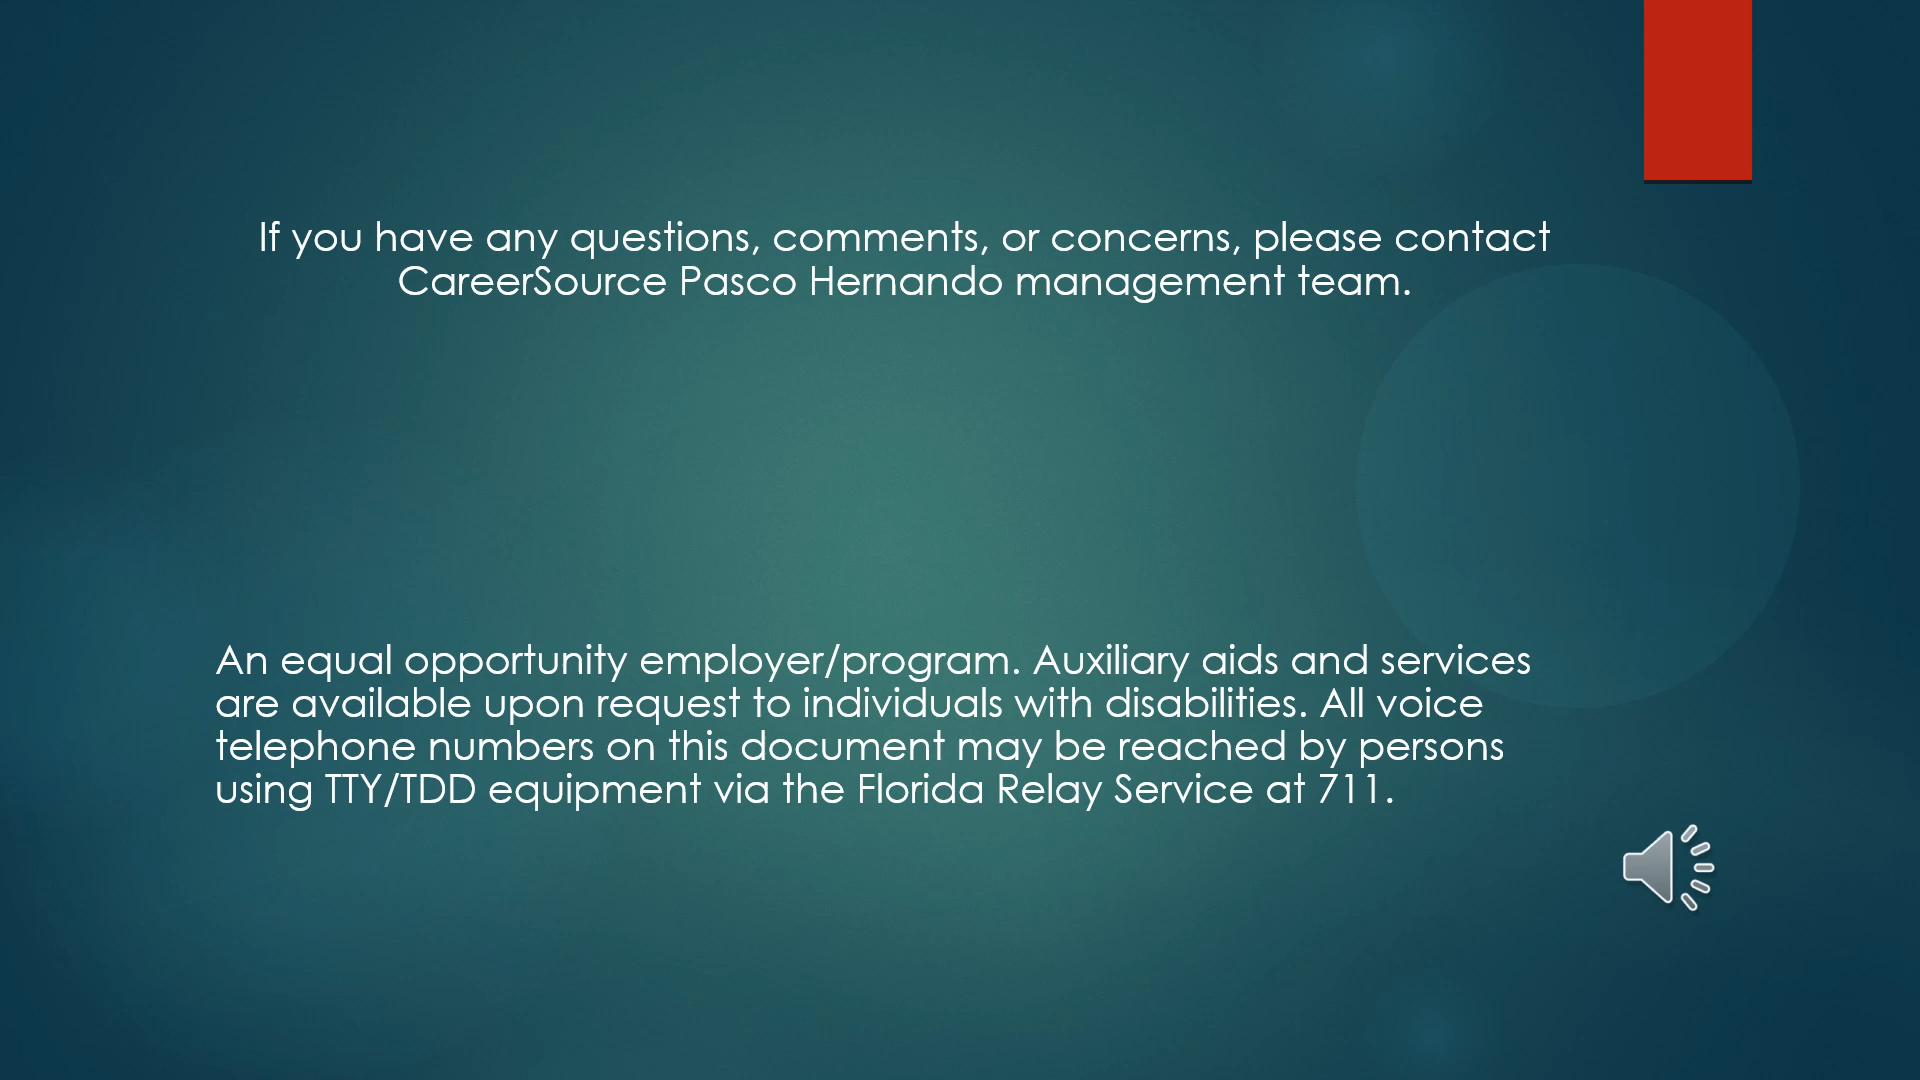 If you have any questions, comments, or concerns, please contact
CareerSource Pasco Hernando management team.
An equal opportunity employer/program. Auxiliary aids and services
are available upon request to individuals with disabilities. All voice
telephone numbers on this document may be reached by persons
using TTY/TDD equipment via the Florida Relay Service at 711.